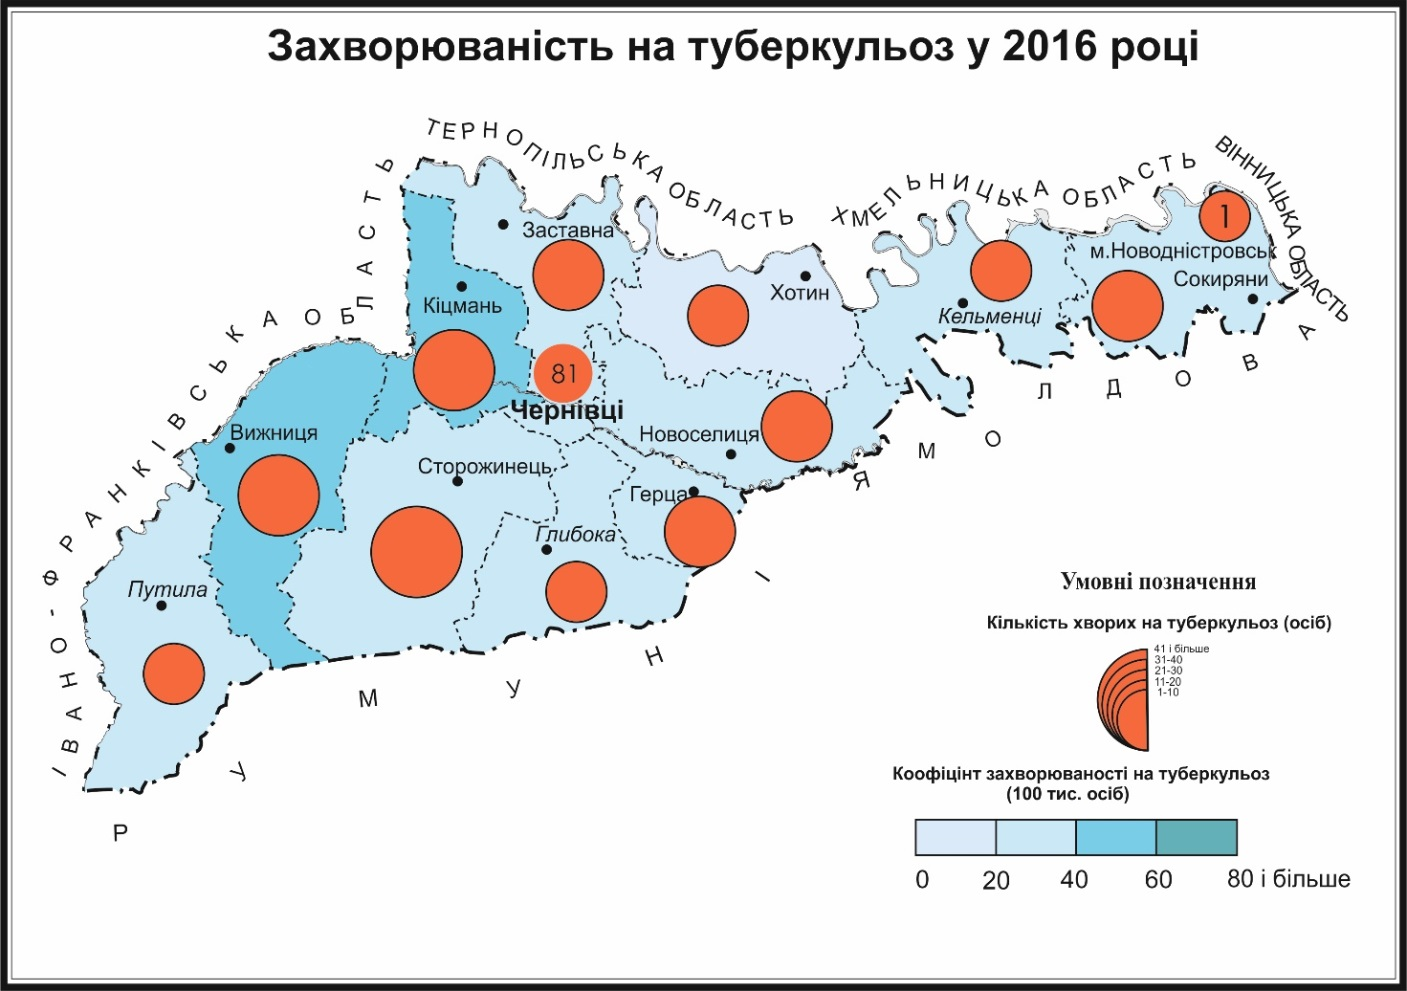 Захворюваність на туберкульоз у 2016 році
ТЕРНОПІЛЬСЬКА ОБЛАСТЬ
ХМЕЛЬНИЦЬКА ОБЛАСТЬ
ВІННИЦЬКА ОБЛАСТЬ
ІВАНО-ФРАНКІВСЬКА ОБЛАСТЬ
Заставна
1
м.Новодністровськ
Сокиряни
Хотин
Кіцмань
Кельменці
81
Чернівці
Вижниця
Новоселиця
Сторожинець
Герца
Глибока
Путила
МОЛДОВА
РУМУНІЯ
Умовні позначення
Кількість хворих на туберкульоз (осіб)
41 і більше
31-40
21-30
11-20
1-10
Коофіцінт захворюваності на туберкульоз
(100 тис. осіб)
0 20 40 60 80 і більше